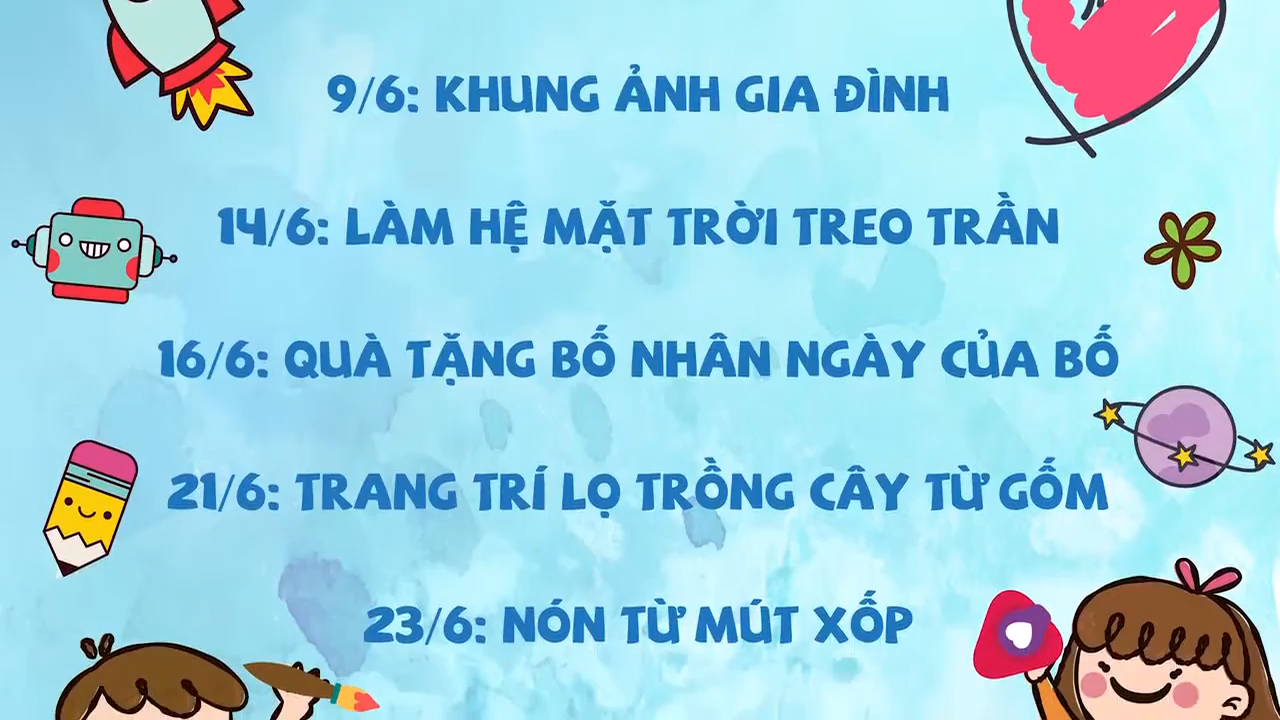 9/6: KHUNG ẢNH GIA ĐÌNH
14/6: LÀM HỆ MẶT TRỜI TREO TRẦN
16/6: QUÀ TẶNG BỐ NHÂN NGÀY CỦA BỐ
21/6: TRANG TRÍ LỌ TRỒNG CÂY TỪ GỐM
23/6: NÓN TỪ MÚT XỐP